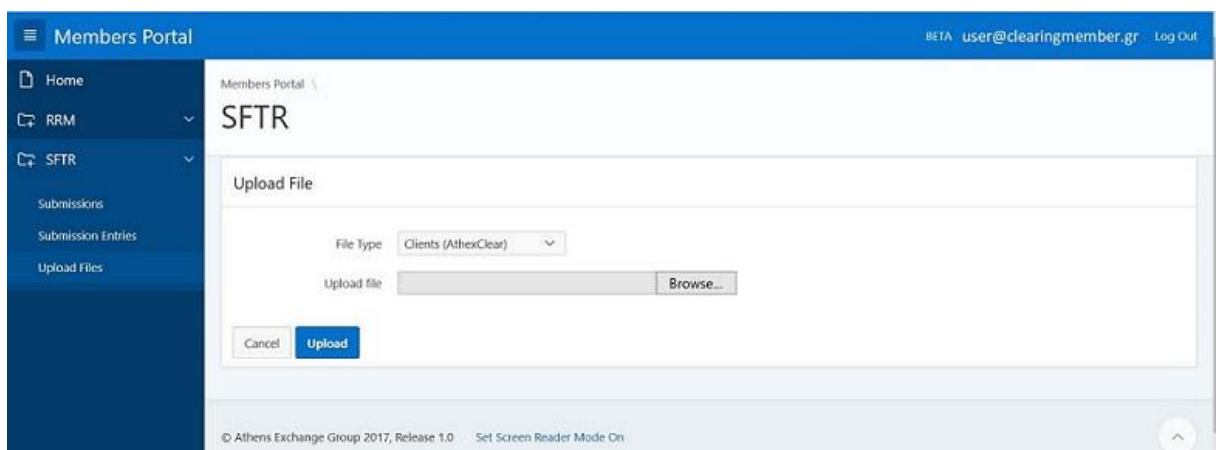 Members Portal
BETA user@clearingmember.gr Log Out
Home
RRM
SFTR
Submissions
Submission Entries
Upload Files
Members Portal \
SFTR
Upload File
File Type Clients (AthexClear)
Upload file Browse...
Cancel Upload
© Athens Exchange Group 2017, Release 1.0 Set Screen Reader Mode On